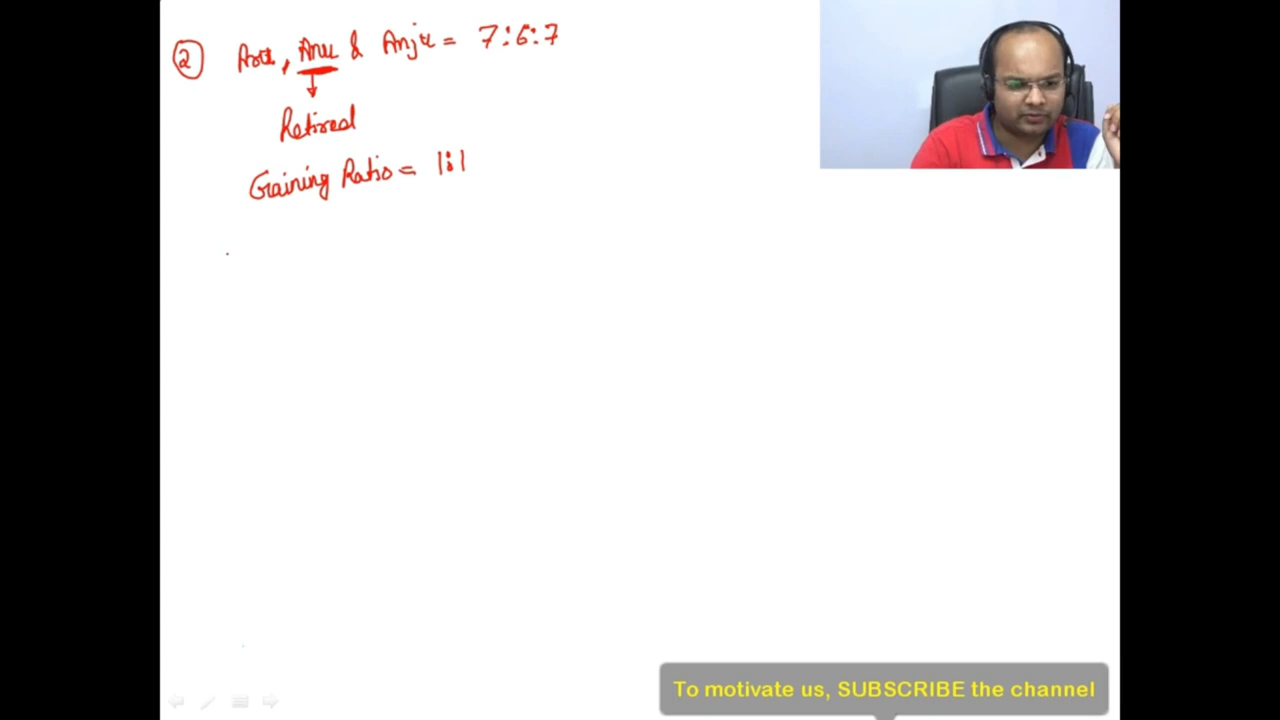 ② Arti, Anu & Anju = 7:6:7
Retired
Gaining Ratio = 1:1
To motivate us, SUBSCRIBE the channel